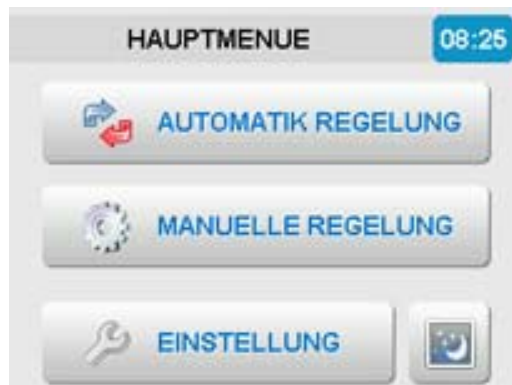 HAUPTMENUE
08:25
AUTOMATIK REGELUNG
MANUELLE REGELUNG
EINSTELLUNG